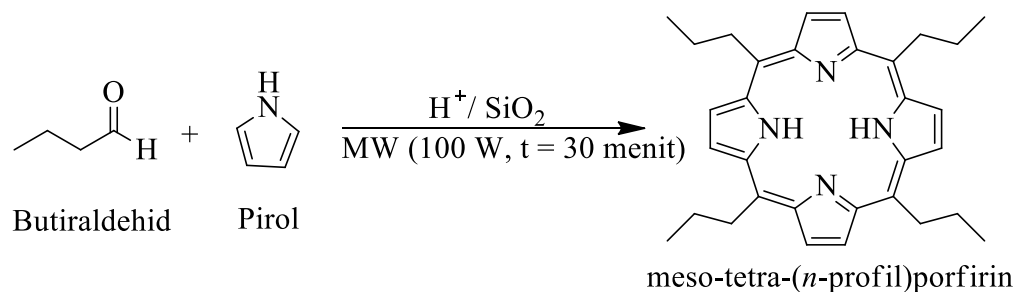 O
H
H
N
+
H⁺/ SiO₂
MW (100 W, t = 30 menit)
Butiraldehid
Pirol
N
NH
HN
N
meso-tetra-(n-profil)porfirin